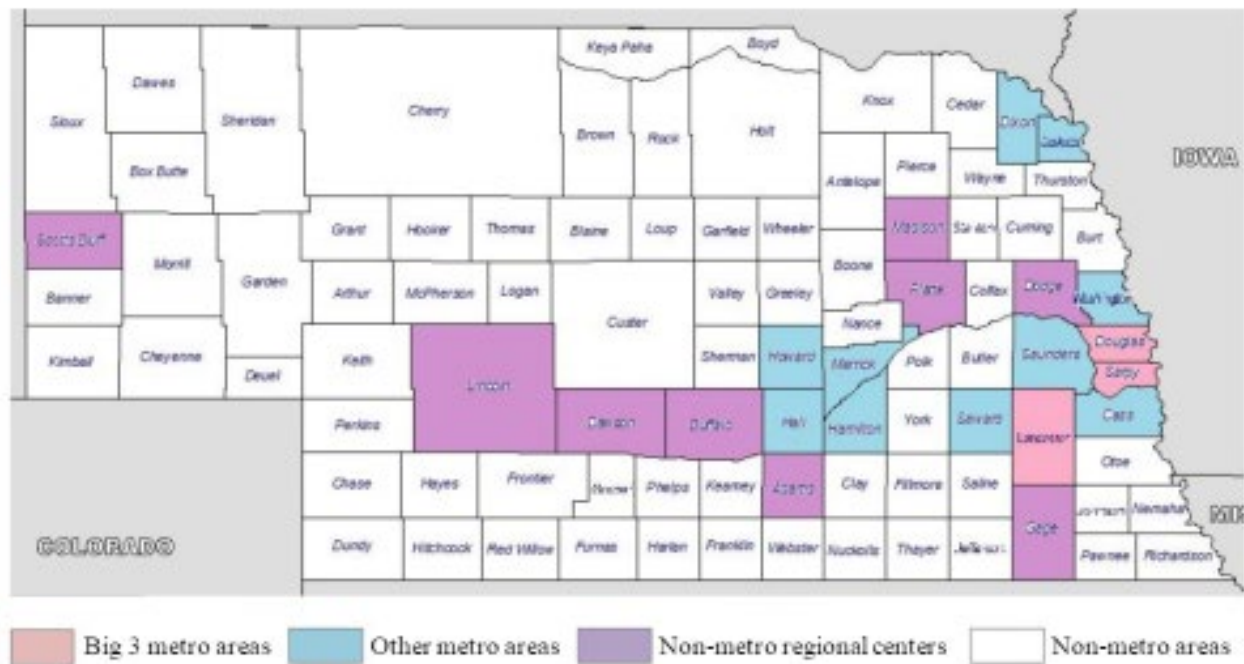 Keya Paha Boyd
Dawes Cherry Knox Cedar
Sioux Sheridan Brown Rock Holt Dixon Dakota
IOWA
Box Butte Antelope Pierce Wayne Thurston
Scotts Bluff Grant Hooker Thomas Blaine Loup Garfield Wheeler Madison Stanton Cuming Burt
Morrill Garden Boone
Banner Arthur McPherson Logan Custer Valley Greeley Platte Colfax Dodge Washington
Nance
Kimball Cheyenne Deuel Keith Lincoln Sherman Howard Merrick Polk Butler Saunders Douglas
Sarpy
Perkins Dawson Buffalo Hall Hamilton York Seward Lancaster Cass
Otoe
Chase Hayes Frontier Phelps Kearney Adams Clay Fillmore Saline
Nemaha MIS
COLORADO Gage
Dundy Hitchcock Red Willow Furnas Harlan Franklin Webster Nuckolls Thayer Jefferson Pawnee Richardson
Big 3 metro areas Other metro areas Non-metro regional centers Non-metro areas